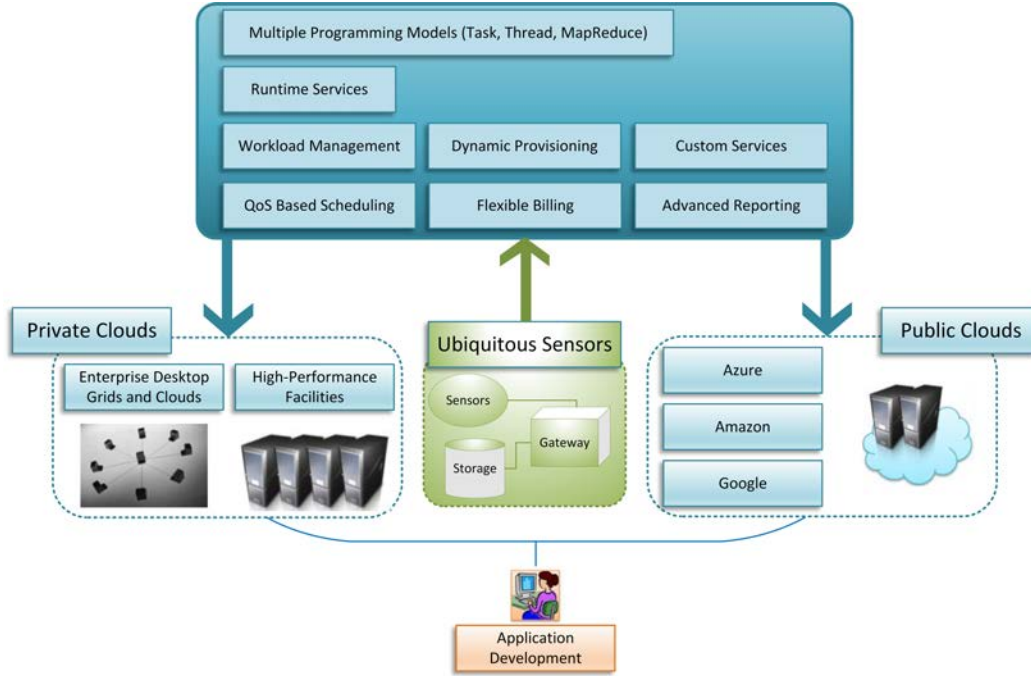 Multiple Programming Models (Task, Thread, MapReduce)
Runtime Services
Workload Management
Dynamic Provisioning
Custom Services
QoS Based Scheduling
Flexible Billing
Advanced Reporting
Private Clouds
Enterprise Desktop
Grids and Clouds
High-Performance
Facilities
Ubiquitous Sensors
Sensors
Gateway
Storage
Public Clouds
Azure
Amazon
Google
Application
Development